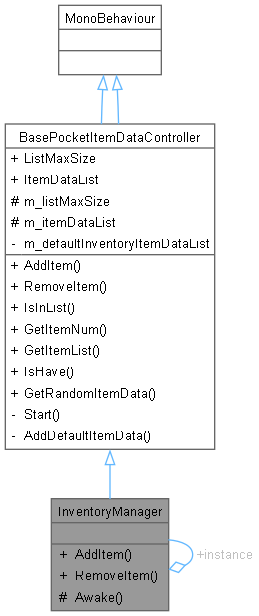 MonoBehaviour
BasePocketItemDataController
+ ListMaxSize
+ ItemDataList
# m_listMaxSize
# m_itemDataList
- m_defaultInventoryItemDataList
+ AddItem()
+ RemoveItem()
+ IsInList()
+ GetItemNum()
+ GetItemList()
+ IsHave()
+ GetRandomItemData()
- Start()
- AddDefaultItemData()
InventoryManager
+ AddItem()
+ RemoveItem()
# Awake()
+instance